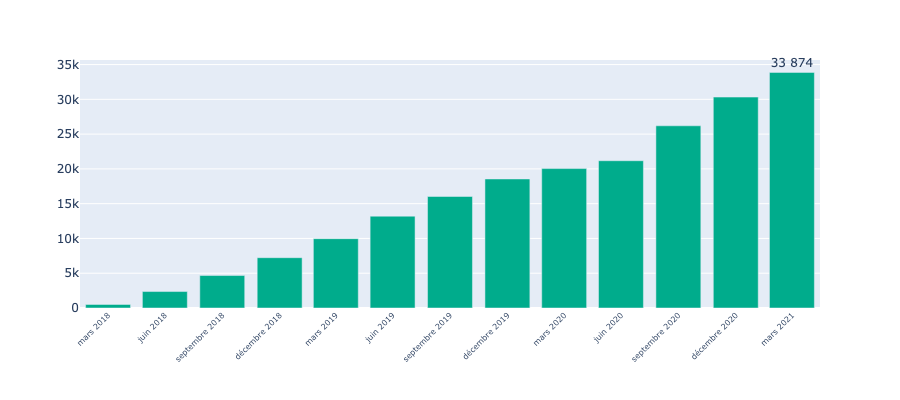 33 874
35k
30k
25k
20k
15k
10k
5k
0
mars 2018
juin 2018
septembre 2018
décembre 2018
mars 2019
juin 2019
septembre 2019
décembre 2019
mars 2020
juin 2020
septembre 2020
décembre 2020
mars 2021